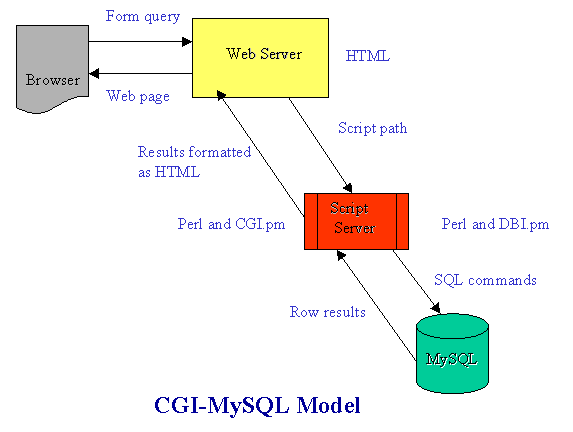 Form query
Web Server
HTML
Browser
Web page
Script path
Results formatted
as HTML
Script
Server
Perl and CGI.pm
Perl and DBI.pm
SQL commands
Row results
MySQL
CGI-MySQL Model